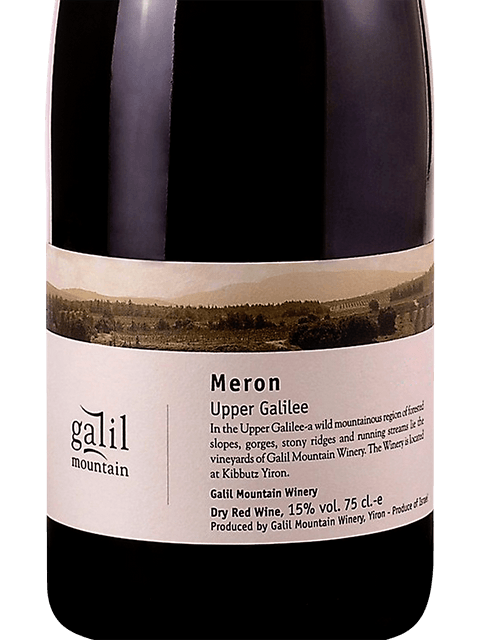 galil
mountain
Meron
Upper Galilee
In the Upper Galilee-a wild mountainous region of forested
slopes, gorges, stony ridges and running streams lie the
vineyards of Galil Mountain Winery. The Winery is located
at Kibbutz Yiron.
Galil Mountain Winery
Dry Red Wine, 15% vol. 75 cl.-e
Produced by Galil Mountain Winery, Yiron - Produce of Israel